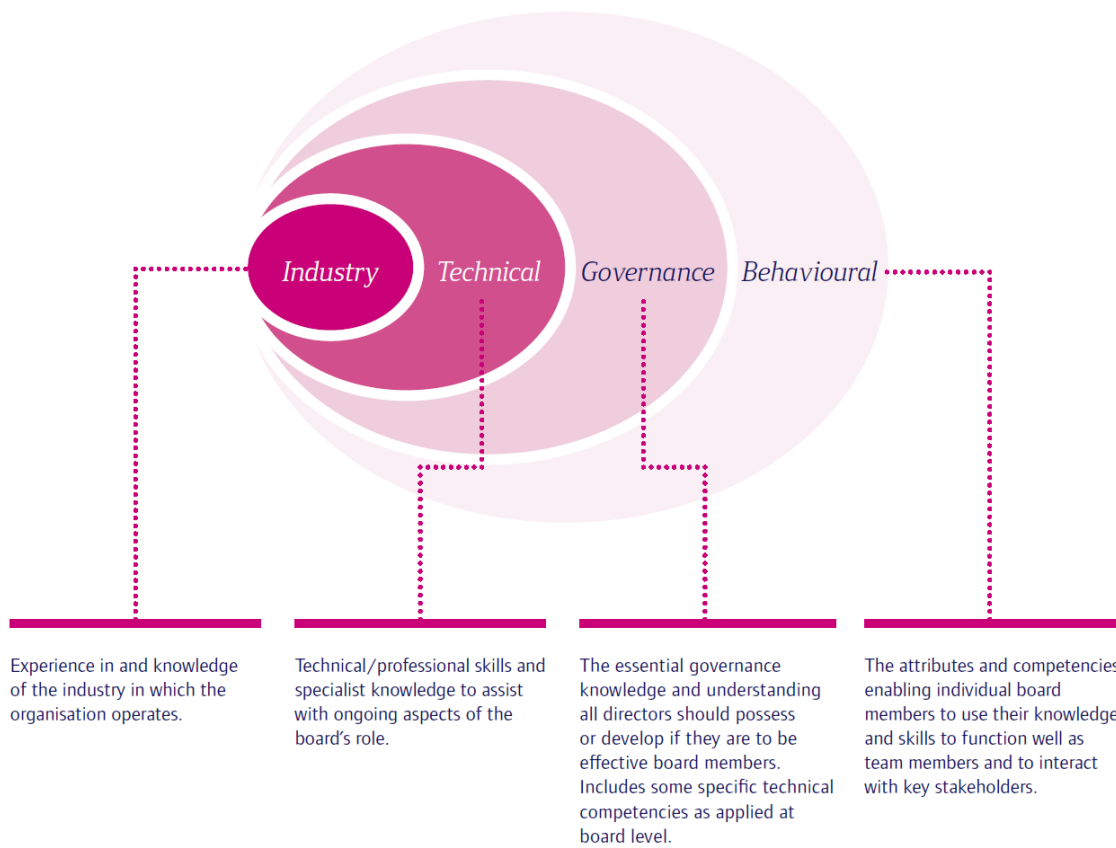 Industry
Technical
Governance
Behavioural
Experience in and knowledge
of the industry in which the
organisation operates.
Technical/professional skills and
specialist knowledge to assist
with ongoing aspects of the
board’s role.
The essential governance
knowledge and understanding
all directors should possess
or develop if they are to be
effective board members.
Includes some specific technical
competencies as applied at
board level.
The attributes and competencies
enabling individual board
members to use their knowledge
and skills to function well as
team members and to interact
with key stakeholders.